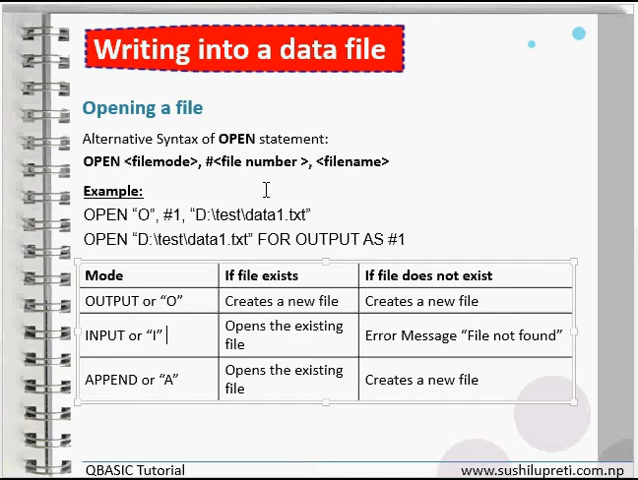 Writing into a data file
Opening a file
Alternative Syntax of OPEN statement:
OPEN <filemode>, #<file number >, <filename>
Example:
OPEN “O”, #1, “D:\test\data1.txt”
OPEN “D:\test\data1.txt” FOR OUTPUT AS #1
Mode If file exists If file does not exist
OUTPUT or “O” Creates a new file Creates a new file
INPUT or “I” Opens the existing file Error Message “File not found”
APPEND or “A” Opens the existing file Creates a new file
QBASIC Tutorial www.sushilupreti.com.np